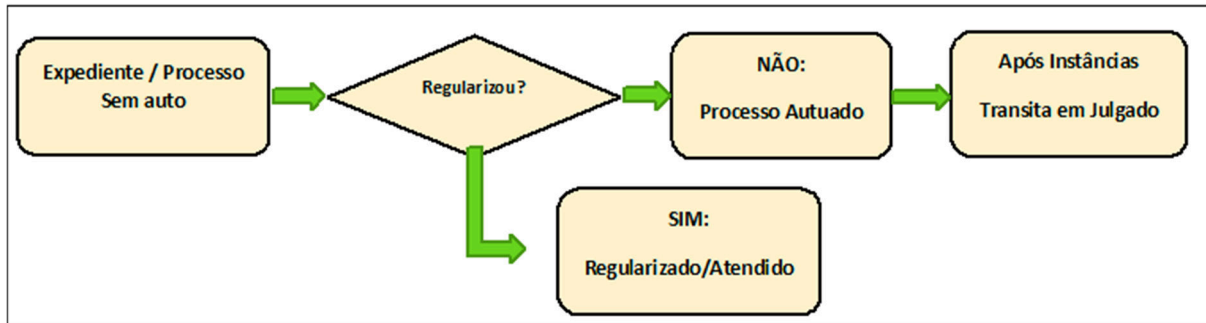 Expediente / Processo
Sem auto
Regularizou?
NÃO:
Processo Autuado
Após Instâncias
Transita em Julgado
SIM:
Regularizado/Atendido